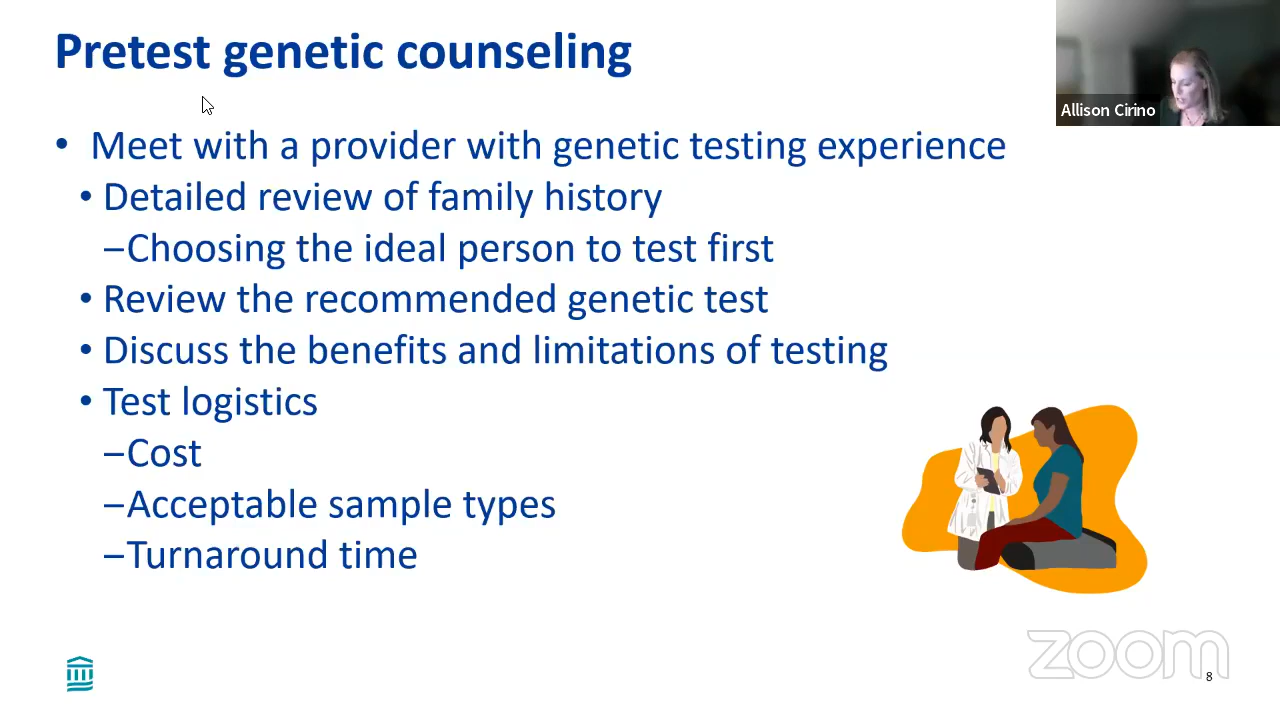 Pretest genetic counseling
Allison Cirino
• Meet with a provider with genetic testing experience
• Detailed review of family history
–Choosing the ideal person to test first
• Review the recommended genetic test
• Discuss the benefits and limitations of testing
• Test logistics
–Cost
–Acceptable sample types
–Turnaround time
zoom
8